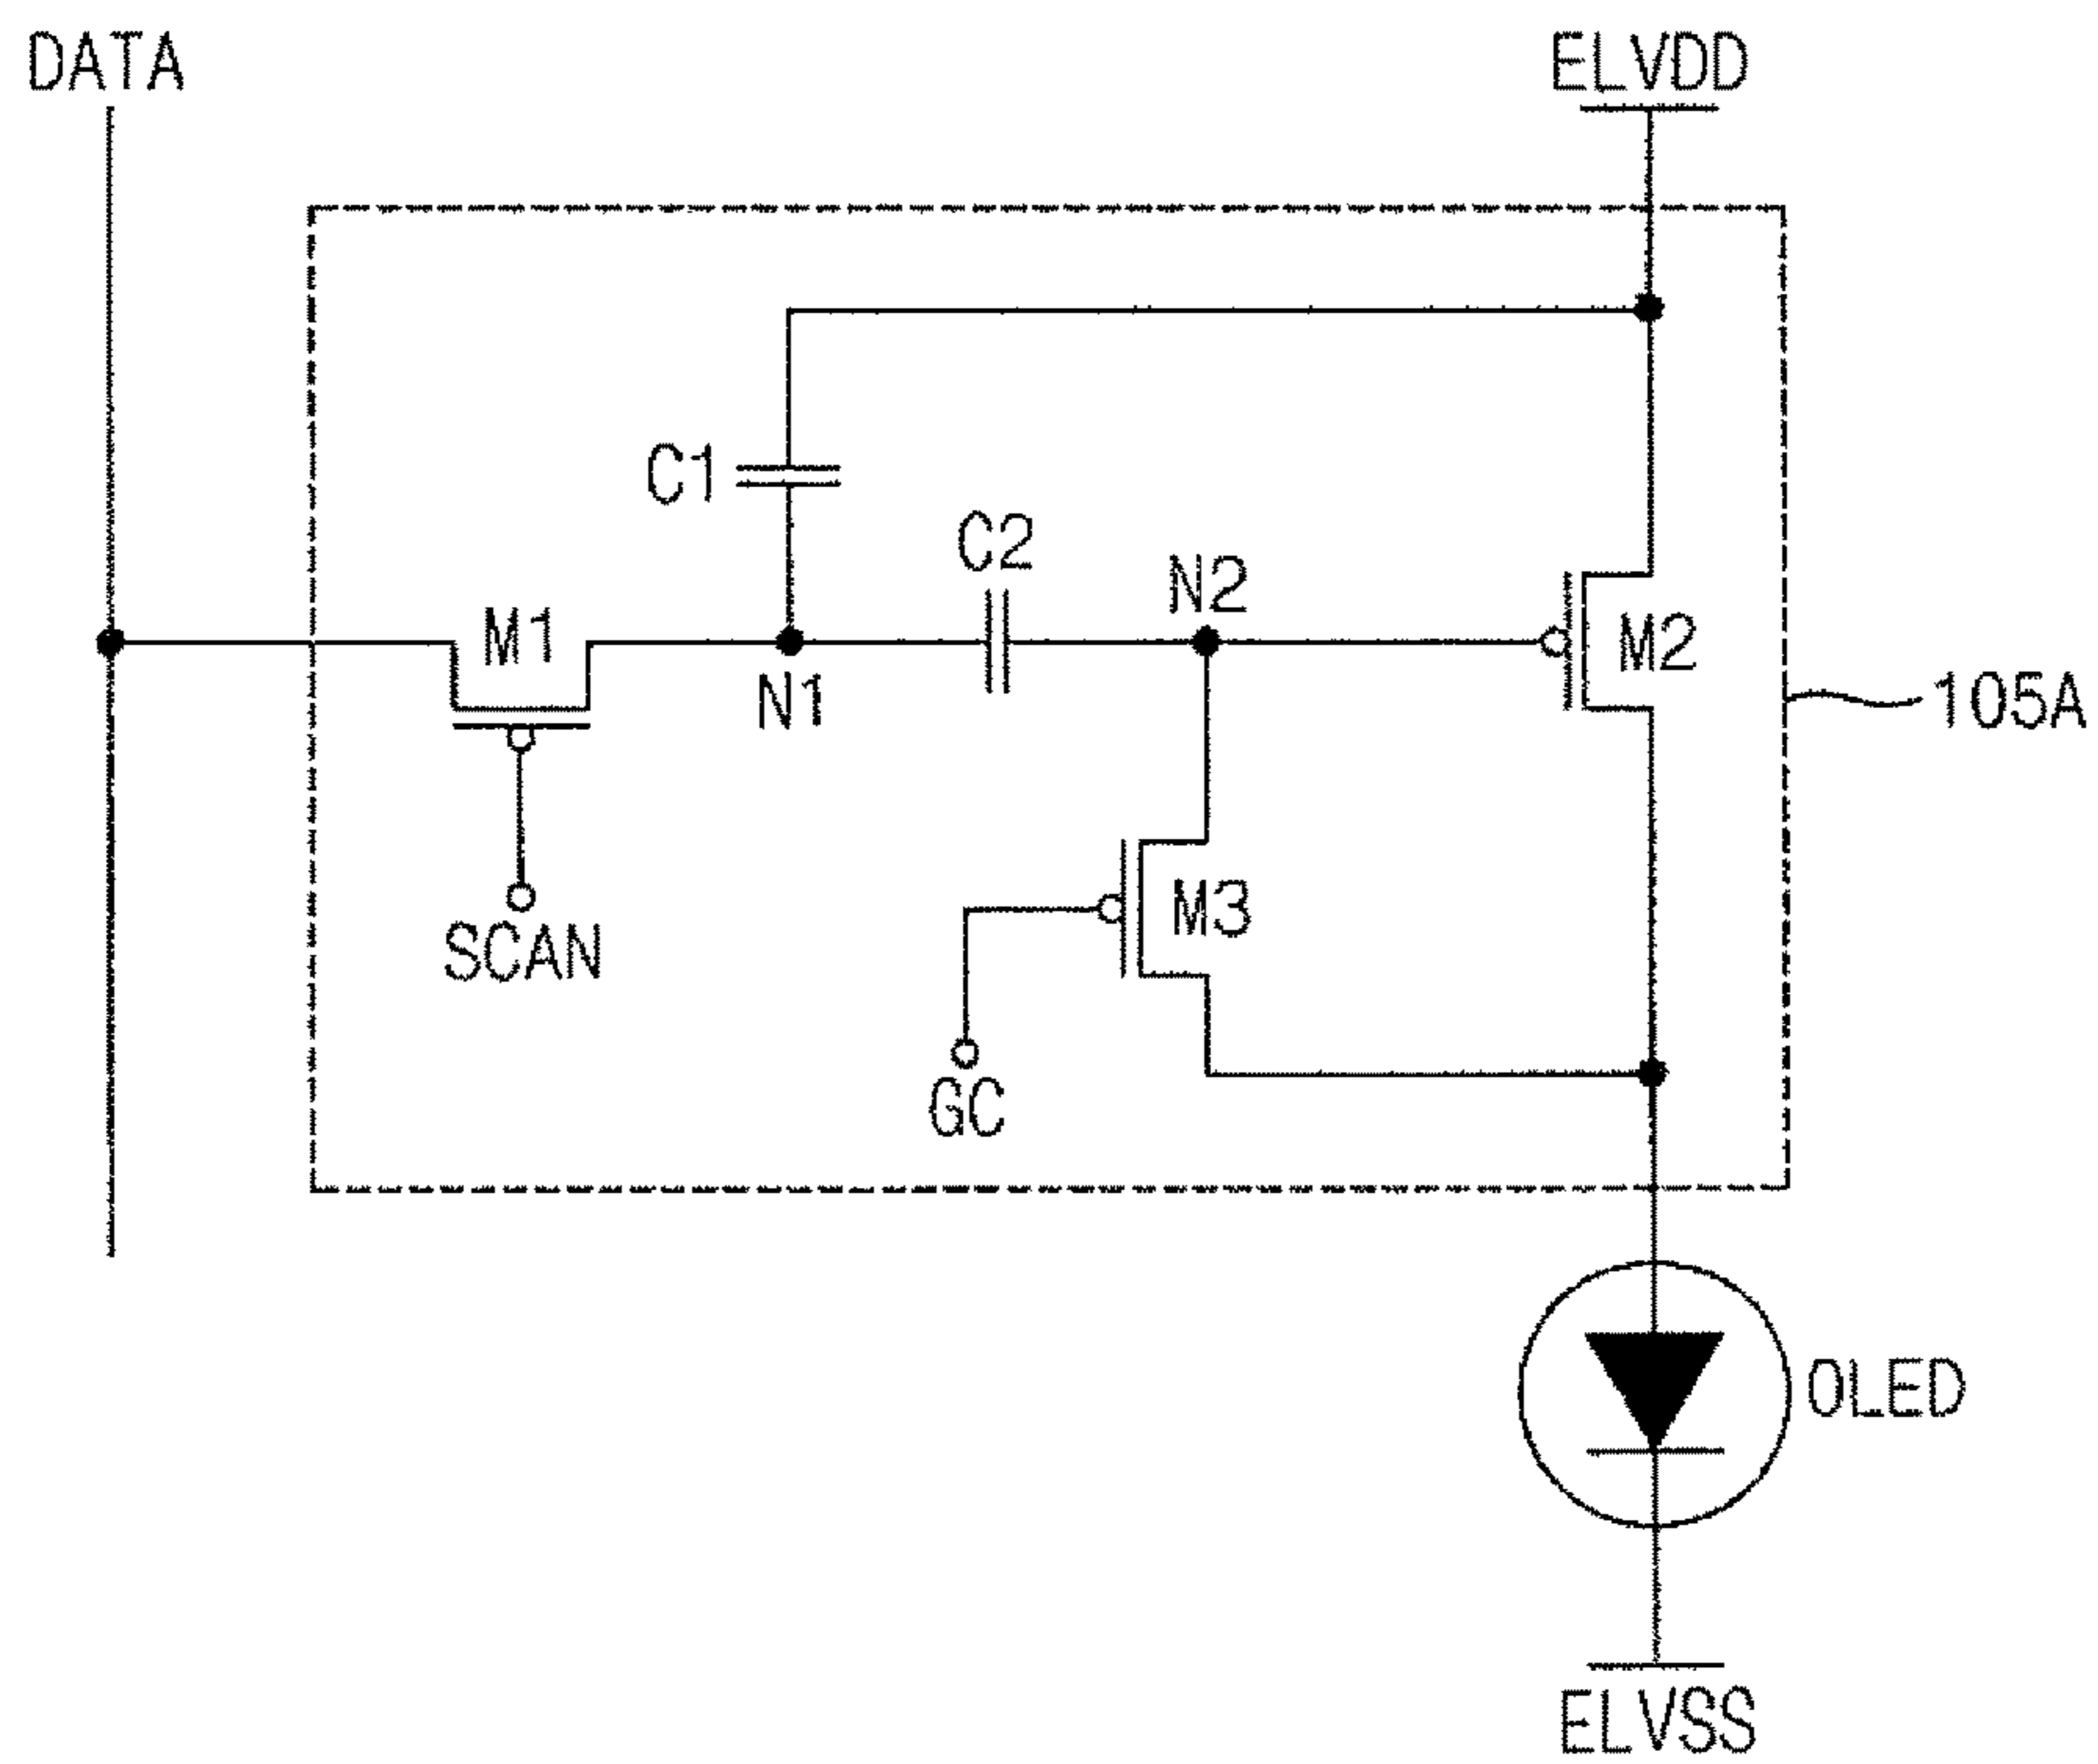 DATA
ELVDD
C1
C2
N2
M1
M2
N1
105A
M3
SCAN
GC
OLED
ELVSS